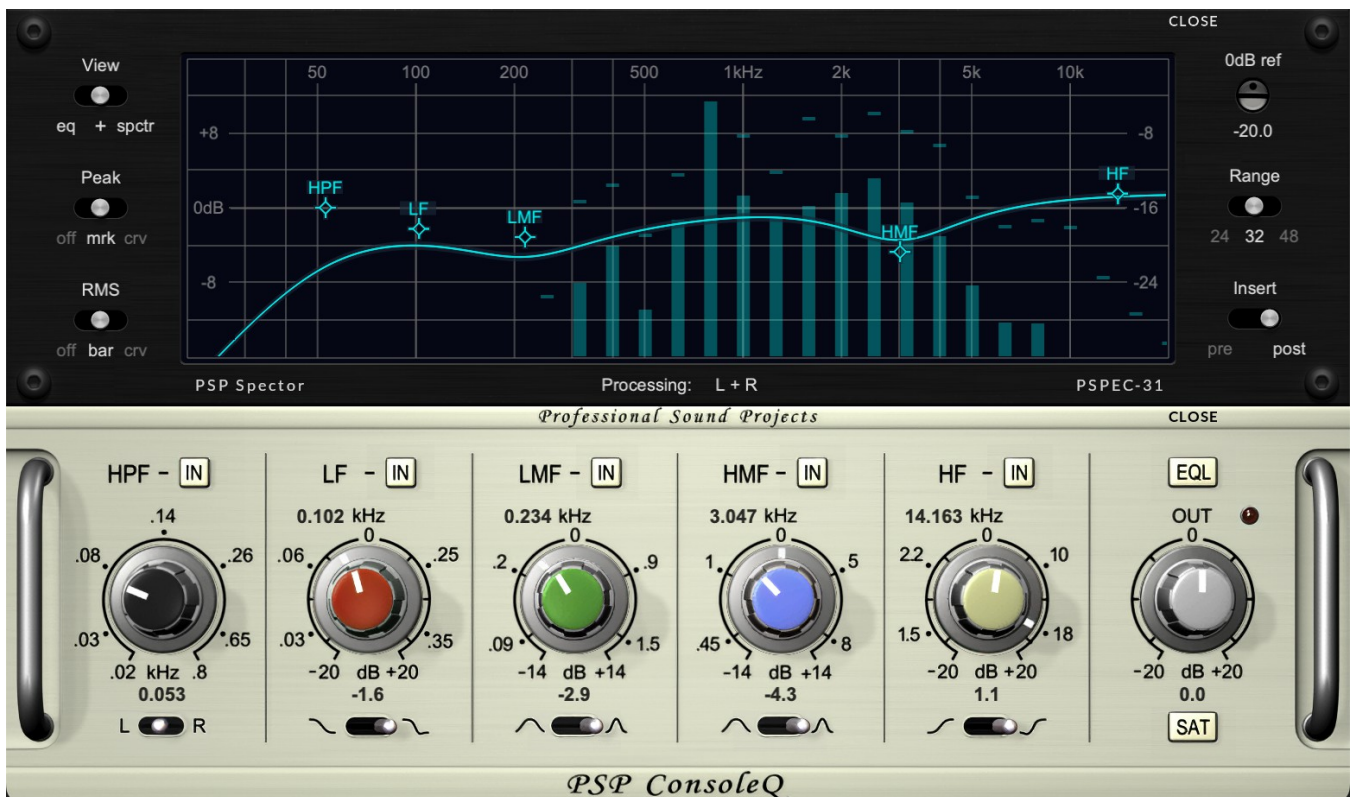 CLOSE
View
eq + spctr
Peak
off mrk crv
RMS
off bar crv
50 100 200 500 1kHz 2k 5k 10k
+8 -8
0dB -16
-8 -24
HPF
LF
LMF
HMF
HF
0dB ref
-20.0
Range
24 32 48
Insert
pre post
PSP Spector Processing: L + R PSPEC-31
Professional Sound Projects CLOSE
HPF - IN LF - IN LMF - IN HMF - IN HF - IN EQL
.14 0.102 kHz 0.234 kHz 3.047 kHz 14.163 kHz OUT
0 0 0 0 0
.08 .26 .06 .25 .2 .9 1 5 2.2 10
.03 .65 .03 .35 .09 1.5 .45 8 1.5 18
.02 kHz .8 -20 dB +20 -14 dB +14 -14 dB +14 -20 dB +20 -20 dB +20
0.053 -1.6 -2.9 -4.3 1.1 0.0
L R SAT
PSP ConsoleQ